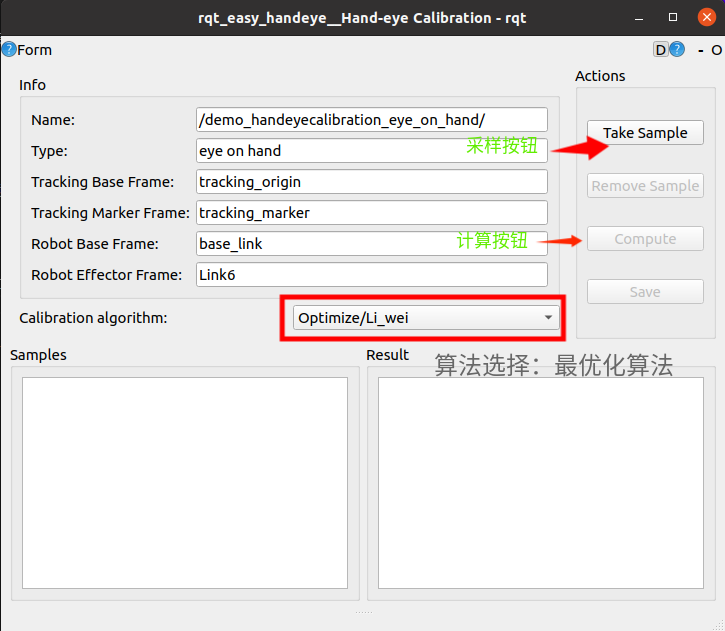 rqt_easy_handeye__Hand-eye Calibration - rqt
Form
D ? - O
Info
Name: /demo_handeyecalibration_eye_on_hand/
Type: eye on hand
采样按钮
Tracking Base Frame: tracking_origin
Tracking Marker Frame: tracking_marker
Robot Base Frame: base_link
计算按钮
Robot Effector Frame: Link6
Calibration algorithm: Optimize/Li_wei
Actions
Take Sample
Remove Sample
Compute
Save
Samples
Result
算法选择：最优化算法